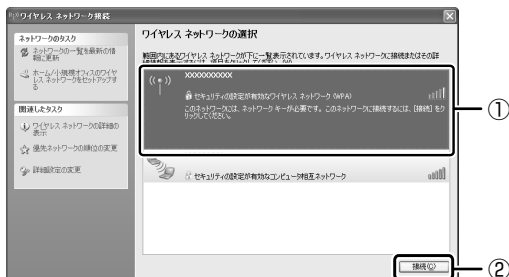 ワイヤレス ネットワーク接続
ネットワークのタスク
ネットワークの一覧を最新の情報に更新
ホーム/小規模オフィスのワイヤレス ネットワークをセットアップする
関連したタスク
ワイヤレス ネットワークの詳細の表示
優先ネットワークの順位の変更
詳細設定の変更
ワイヤレス ネットワークの選択
範囲内にあるワイヤレス ネットワークが下に一覧表示されています。ワイヤレス ネットワークに接続またはその詳
XXXXXXXXXX
セキュリティの設定が有効なワイヤレス ネットワーク (WPA)
このネットワークには、ネットワーク キーが必要です。このネットワークに接続するには、[接続] をクリックしてください。
セキュリティの設定が有効なコンピュータ相互ネットワーク
接続(C)
①
②